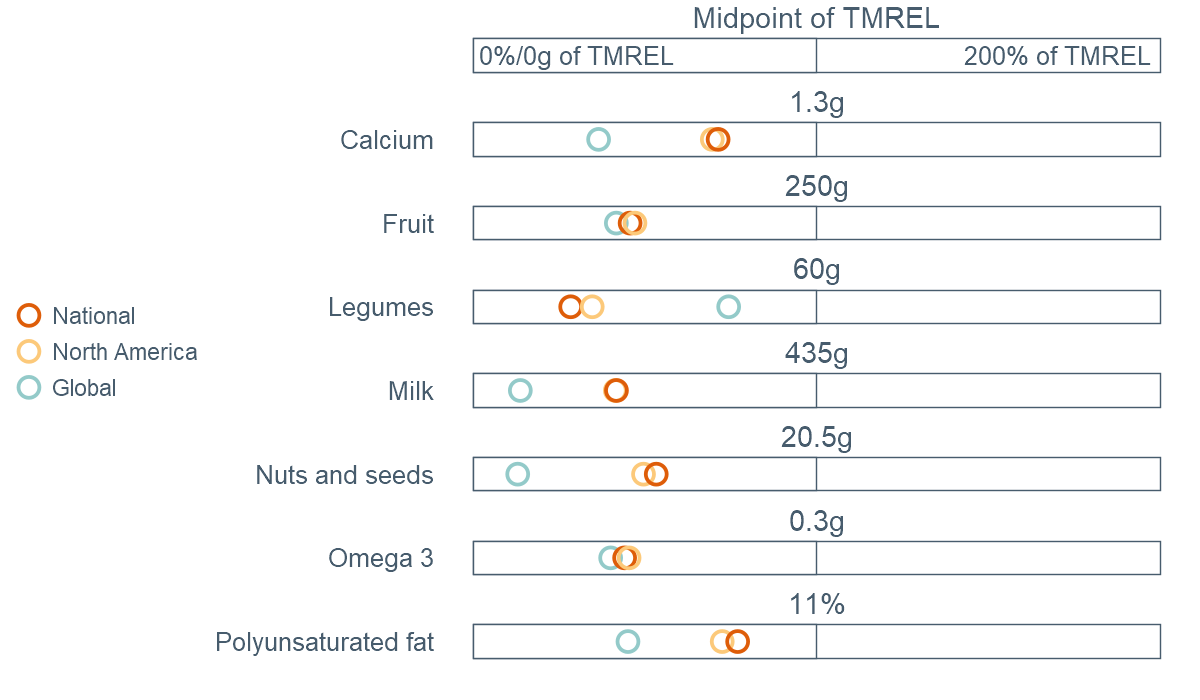 Midpoint of TMREL
0%/0g of TMREL 200% of TMREL
1.3g
Calcium
250g
Fruit
60g
Legumes
435g
Milk
20.5g
Nuts and seeds
0.3g
Omega 3
11%
Polyunsaturated fat
National
North America
Global